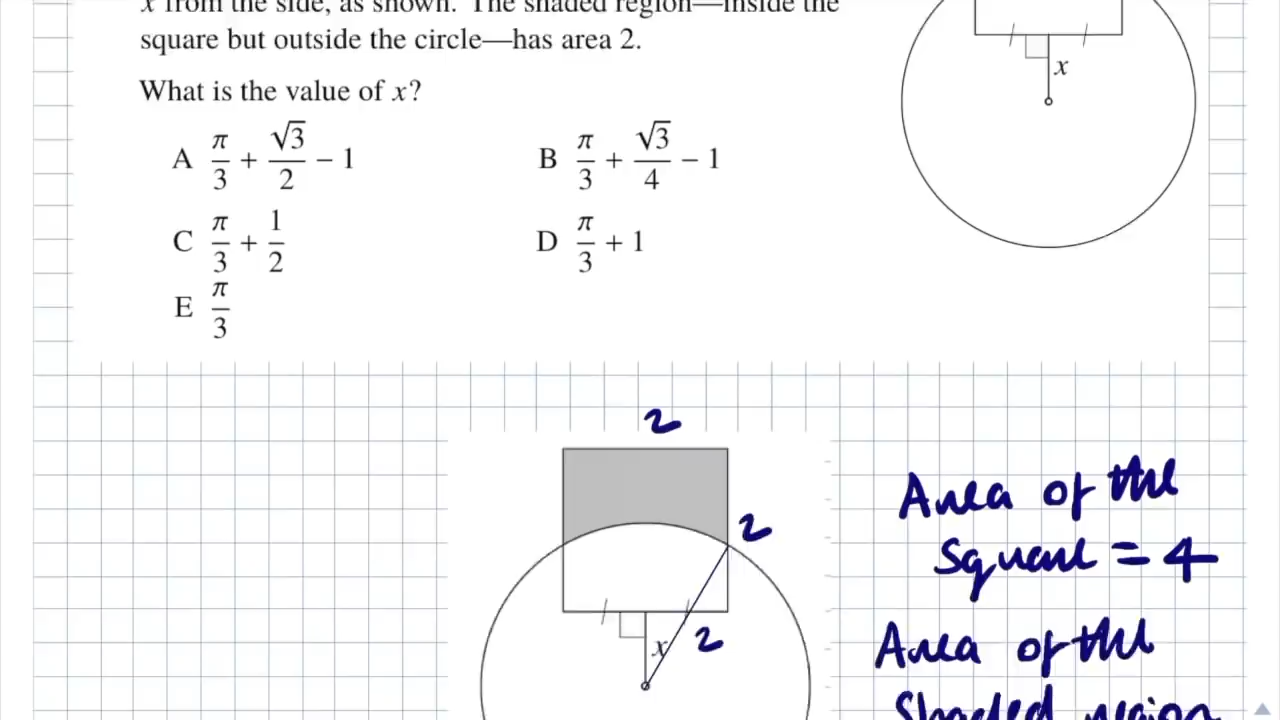 x from the side, as shown. The shaded region—inside the
square but outside the circle—has area 2.
x
What is the value of x?
A π/3 + √3/2 − 1
B π/3 + √3/4 − 1
C π/3 + 1/2
D π/3 + 1
E π/3
2
2
x
2
Area of the
square = 4
Area of the
shaded region